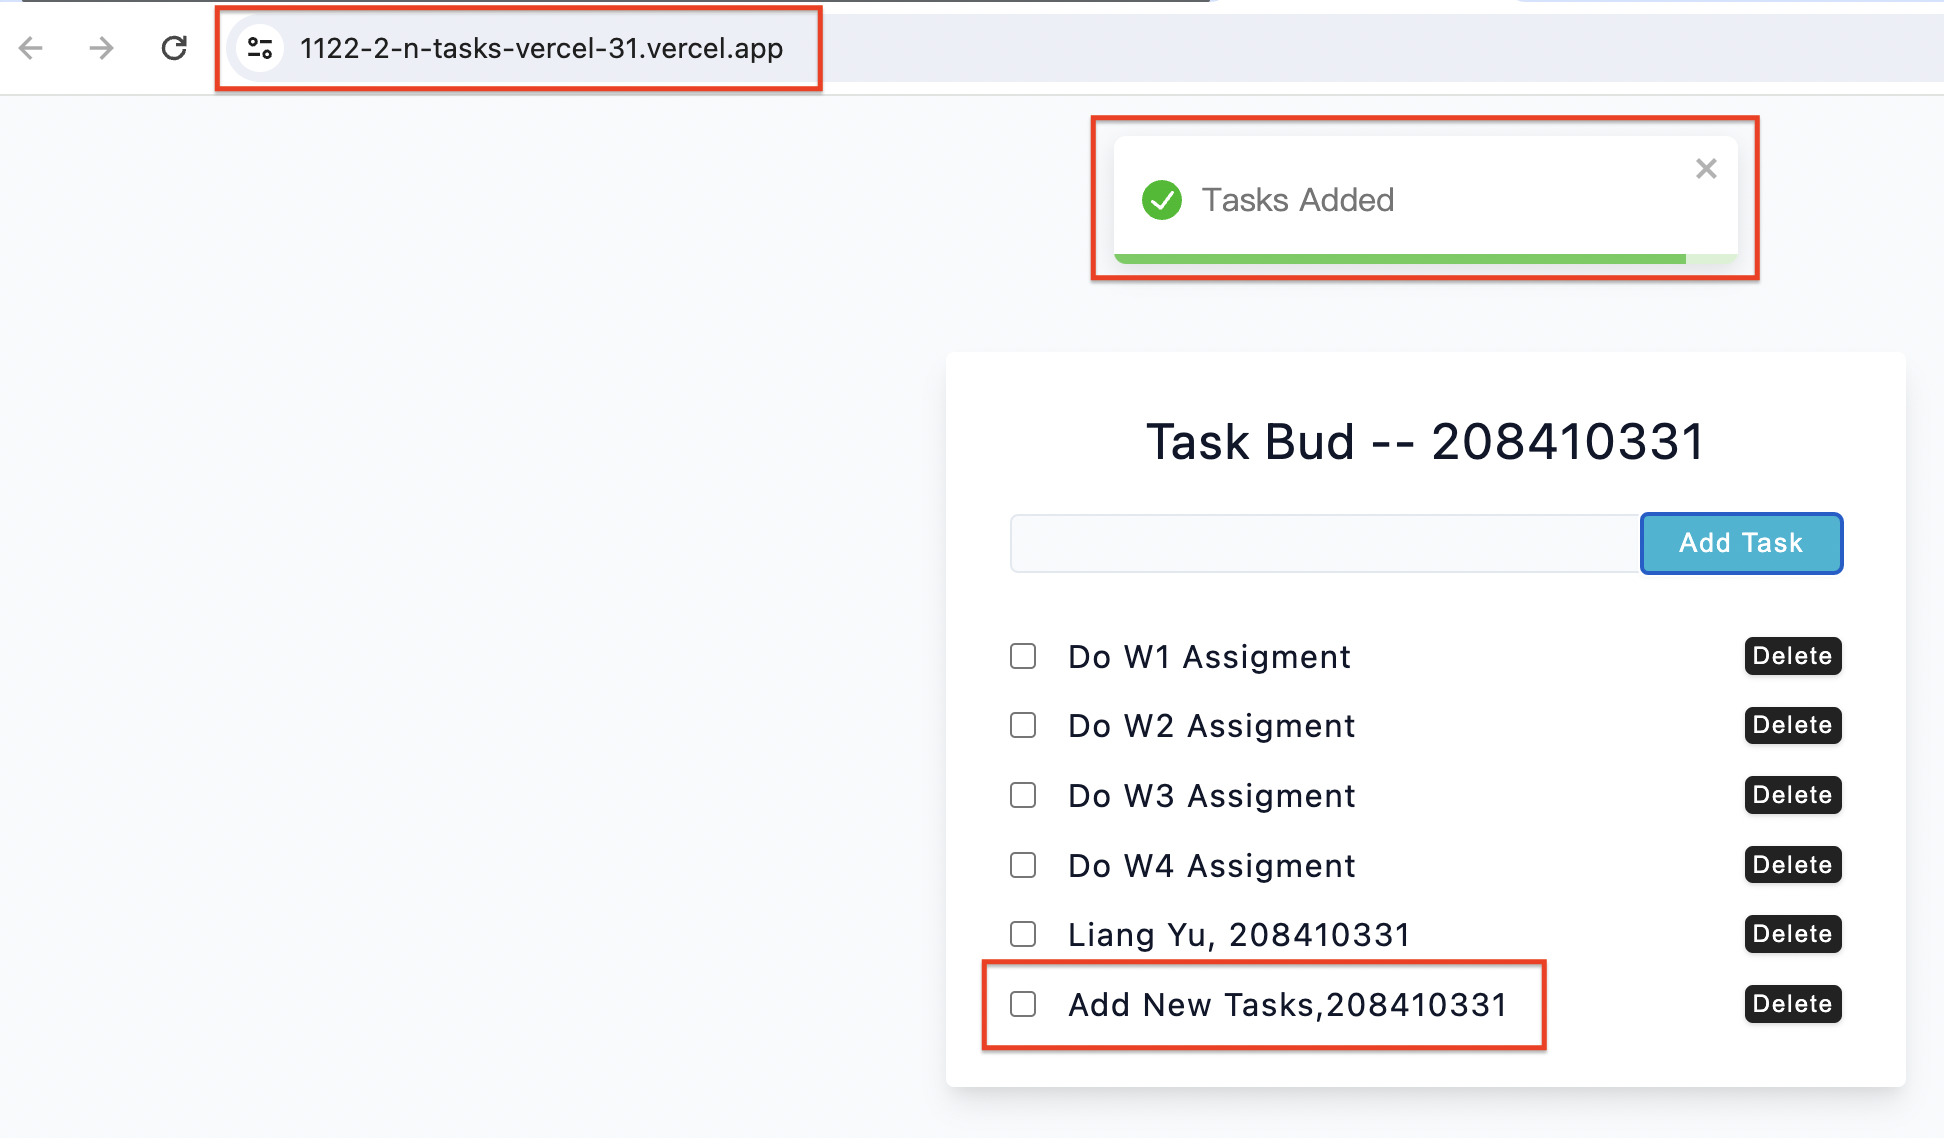 1122-2-n-tasks-vercel-31.vercel.app
Tasks Added
Task Bud -- 208410331
Add Task
Do W1 Assigment Delete
Do W2 Assigment Delete
Do W3 Assigment Delete
Do W4 Assigment Delete
Liang Yu, 208410331 Delete
Add New Tasks,208410331 Delete